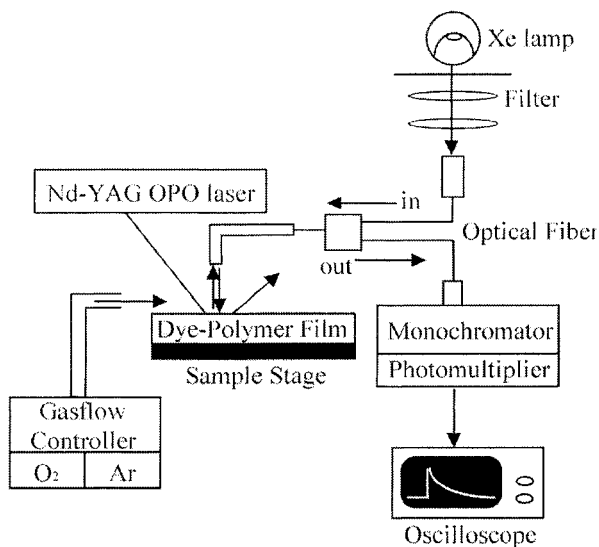 Xe lamp
Filter
Nd-YAG OPO laser
in
Optical Fiber
out
Dye-Polymer Film
Monochromator
Sample Stage
Photomultiplier
Gasflow
Controller
O₂ Ar
Oscilloscope